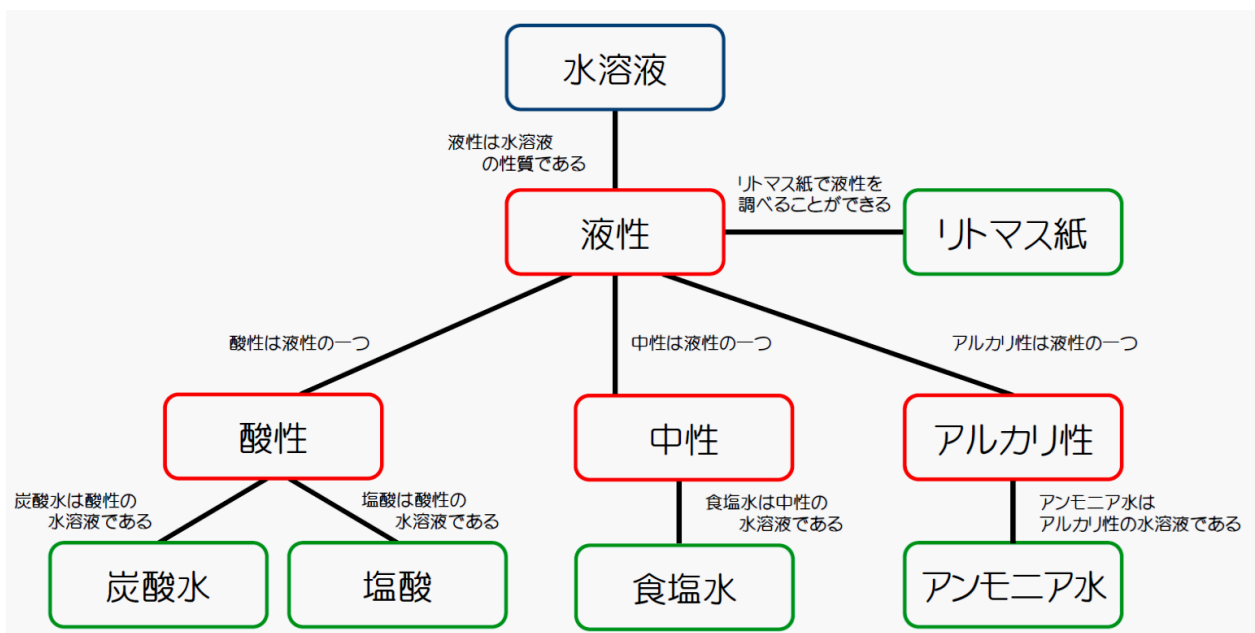 水溶液
液性は水溶液
の性質である
リトマス紙で液性を
調べることができる
液性
リトマス紙
酸性は液性の一つ
中性は液性の一つ
アルカリ性は液性の一つ
酸性
中性
アルカリ性
炭酸水は酸性の
水溶液である
塩酸は酸性の
水溶液である
食塩水は中性の
水溶液である
アンモニア水は
アルカリ性の水溶液である
炭酸水
塩酸
食塩水
アンモニア水